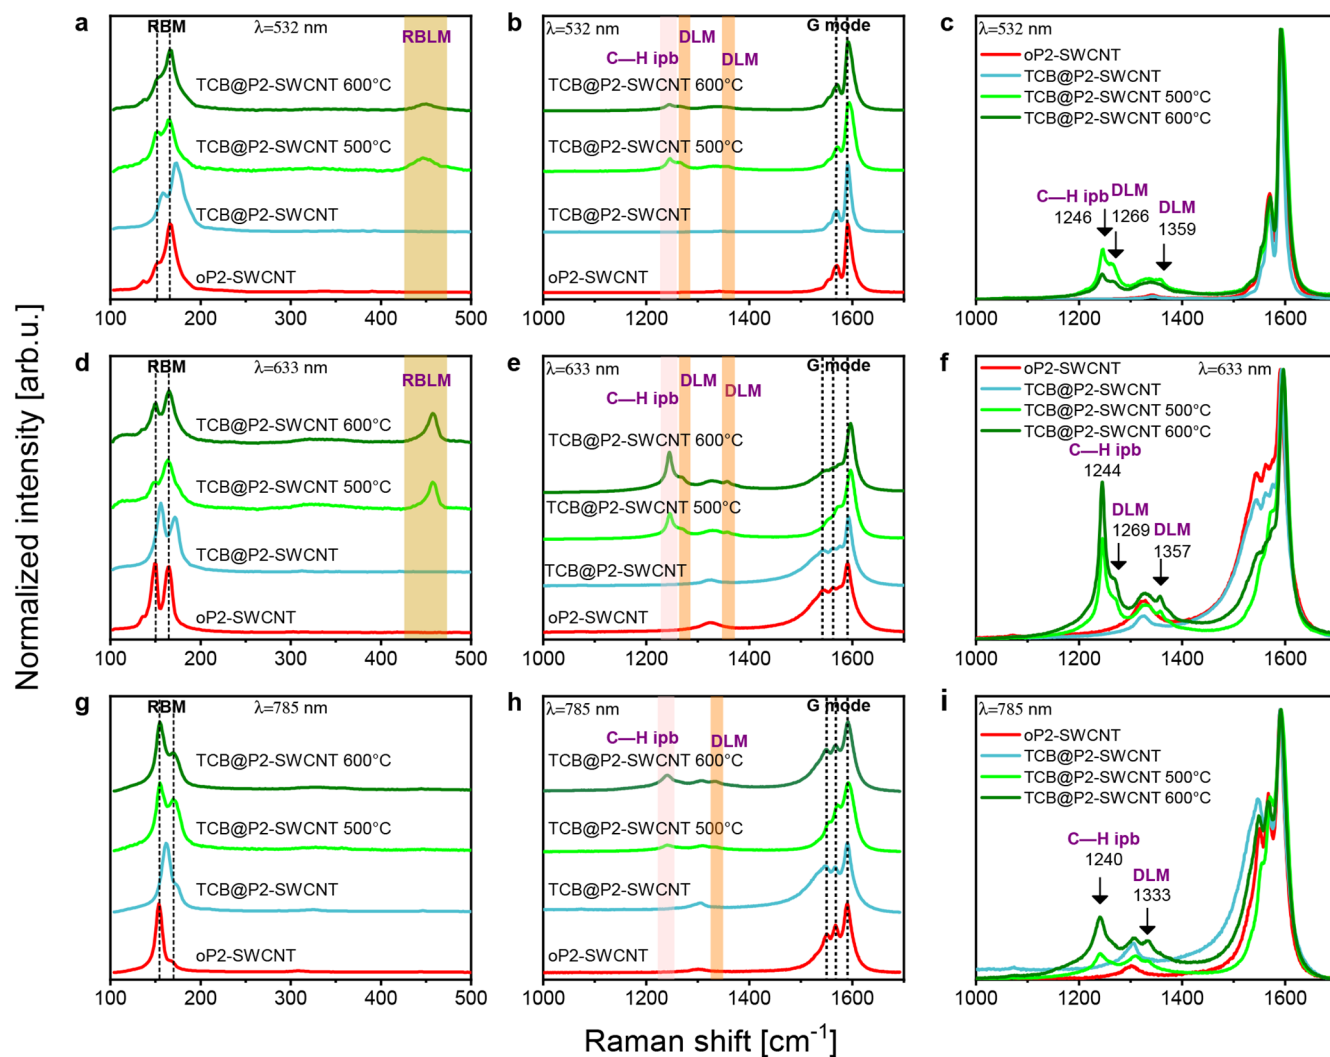 Normalized intensity [arb.u.]
a
RBM
λ=532 nm
RBLM
TCB@P2-SWCNT 600°C
TCB@P2-SWCNT 500°C
TCB@P2-SWCNT
oP2-SWCNT
100 200 300 400 500
b
λ=532 nm
DLM
G mode
C—H ipb
DLM
TCB@P2-SWCNT 600°C
TCB@P2-SWCNT 500°C
TCB@P2-SWCNT
oP2-SWCNT
1000 1200 1400 1600
c
λ=532 nm
oP2-SWCNT
TCB@P2-SWCNT
TCB@P2-SWCNT 500°C
TCB@P2-SWCNT 600°C
C—H ipb
DLM
1246
1266
DLM
1359
1000 1200 1400 1600
d
RBM
λ=633 nm
RBLM
TCB@P2-SWCNT 600°C
TCB@P2-SWCNT 500°C
TCB@P2-SWCNT
oP2-SWCNT
100 200 300 400 500
e
λ=633 nm
DLM
G mode
C—H ipb
DLM
TCB@P2-SWCNT 600°C
TCB@P2-SWCNT 500°C
TCB@P2-SWCNT
oP2-SWCNT
1000 1200 1400 1600
f
oP2-SWCNT
λ=633 nm
TCB@P2-SWCNT
TCB@P2-SWCNT 500°C
TCB@P2-SWCNT 600°C
C—H ipb
1244
DLM
1269
DLM
1357
1000 1200 1400 1600
g
RBM
λ=785 nm
TCB@P2-SWCNT 600°C
TCB@P2-SWCNT 500°C
TCB@P2-SWCNT
oP2-SWCNT
100 200 300 400 500
h
λ=785 nm
G mode
C—H ipb
DLM
TCB@P2-SWCNT 600°C
TCB@P2-SWCNT 500°C
TCB@P2-SWCNT
oP2-SWCNT
1000 1200 1400 1600
i
λ=785 nm
oP2-SWCNT
TCB@P2-SWCNT
TCB@P2-SWCNT 500°C
TCB@P2-SWCNT 600°C
C—H ipb
1240
DLM
1333
1000 1200 1400 1600
Raman shift [cm⁻¹]